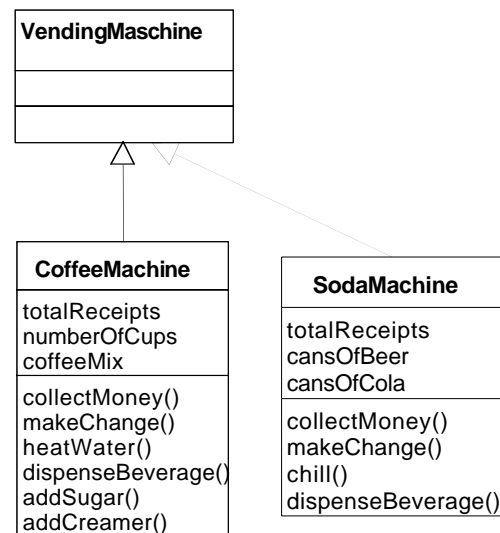 VendingMaschine
CoffeeMachine
totalReceipts
numberOfCups
coffeeMix
collectMoney()
makeChange()
heatWater()
dispenseBeverage()
addSugar()
addCreamer()
SodaMachine
totalReceipts
cansOfBeer
cansOfCola
collectMoney()
makeChange()
chill()
dispenseBeverage()